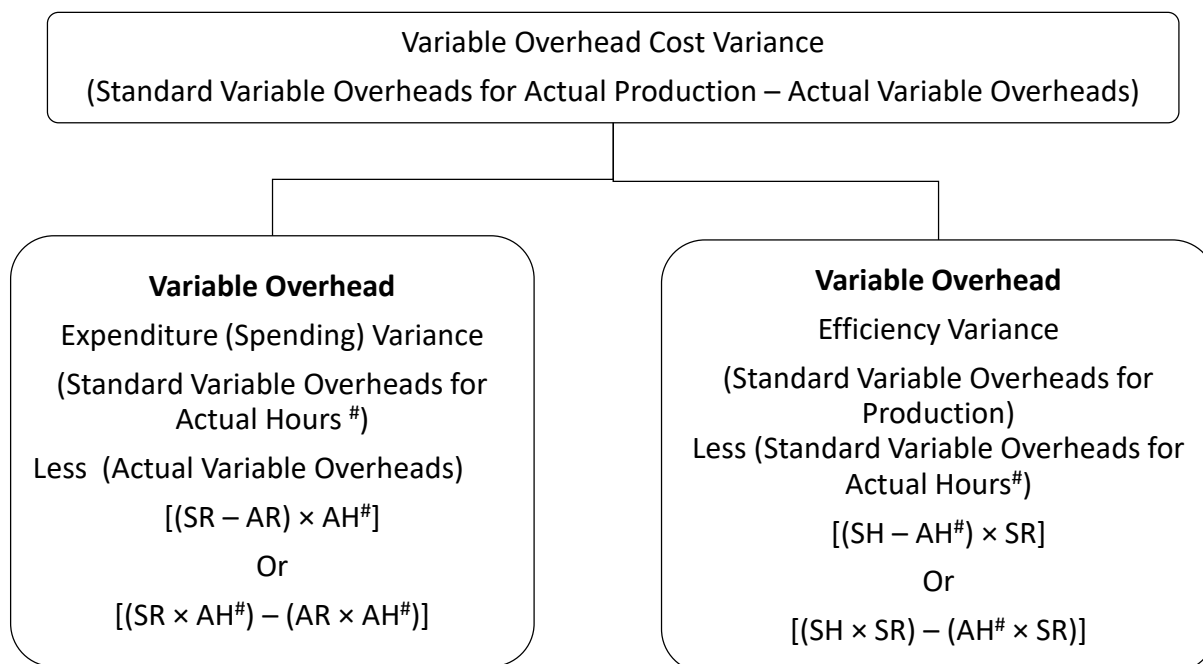 Variable Overhead Cost Variance
(Standard Variable Overheads for Actual Production – Actual Variable Overheads)
Variable Overhead
Expenditure (Spending) Variance
(Standard Variable Overheads for
Actual Hours #)
Less (Actual Variable Overheads)
[(SR – AR) × AH#]
Or
[(SR × AH#) – (AR × AH#)]
Variable Overhead
Efficiency Variance
(Standard Variable Overheads for
Production)
Less (Standard Variable Overheads for
Actual Hours#)
[(SH – AH#) × SR]
Or
[(SH × SR) – (AH# × SR)]